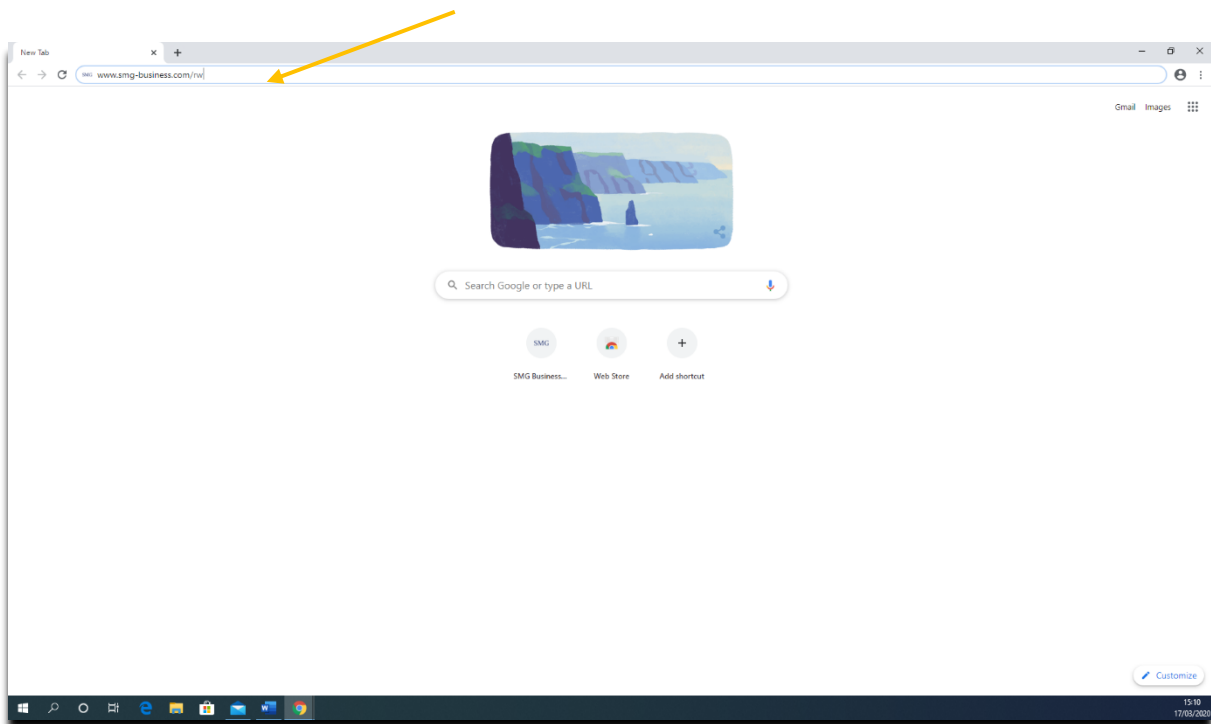 New Tab
SMG www.smg-business.com/rw
Gmail Images
Search Google or type a URL
SMG
SMG Business... Web Store Add shortcut
Customize
15:10
17/03/2020